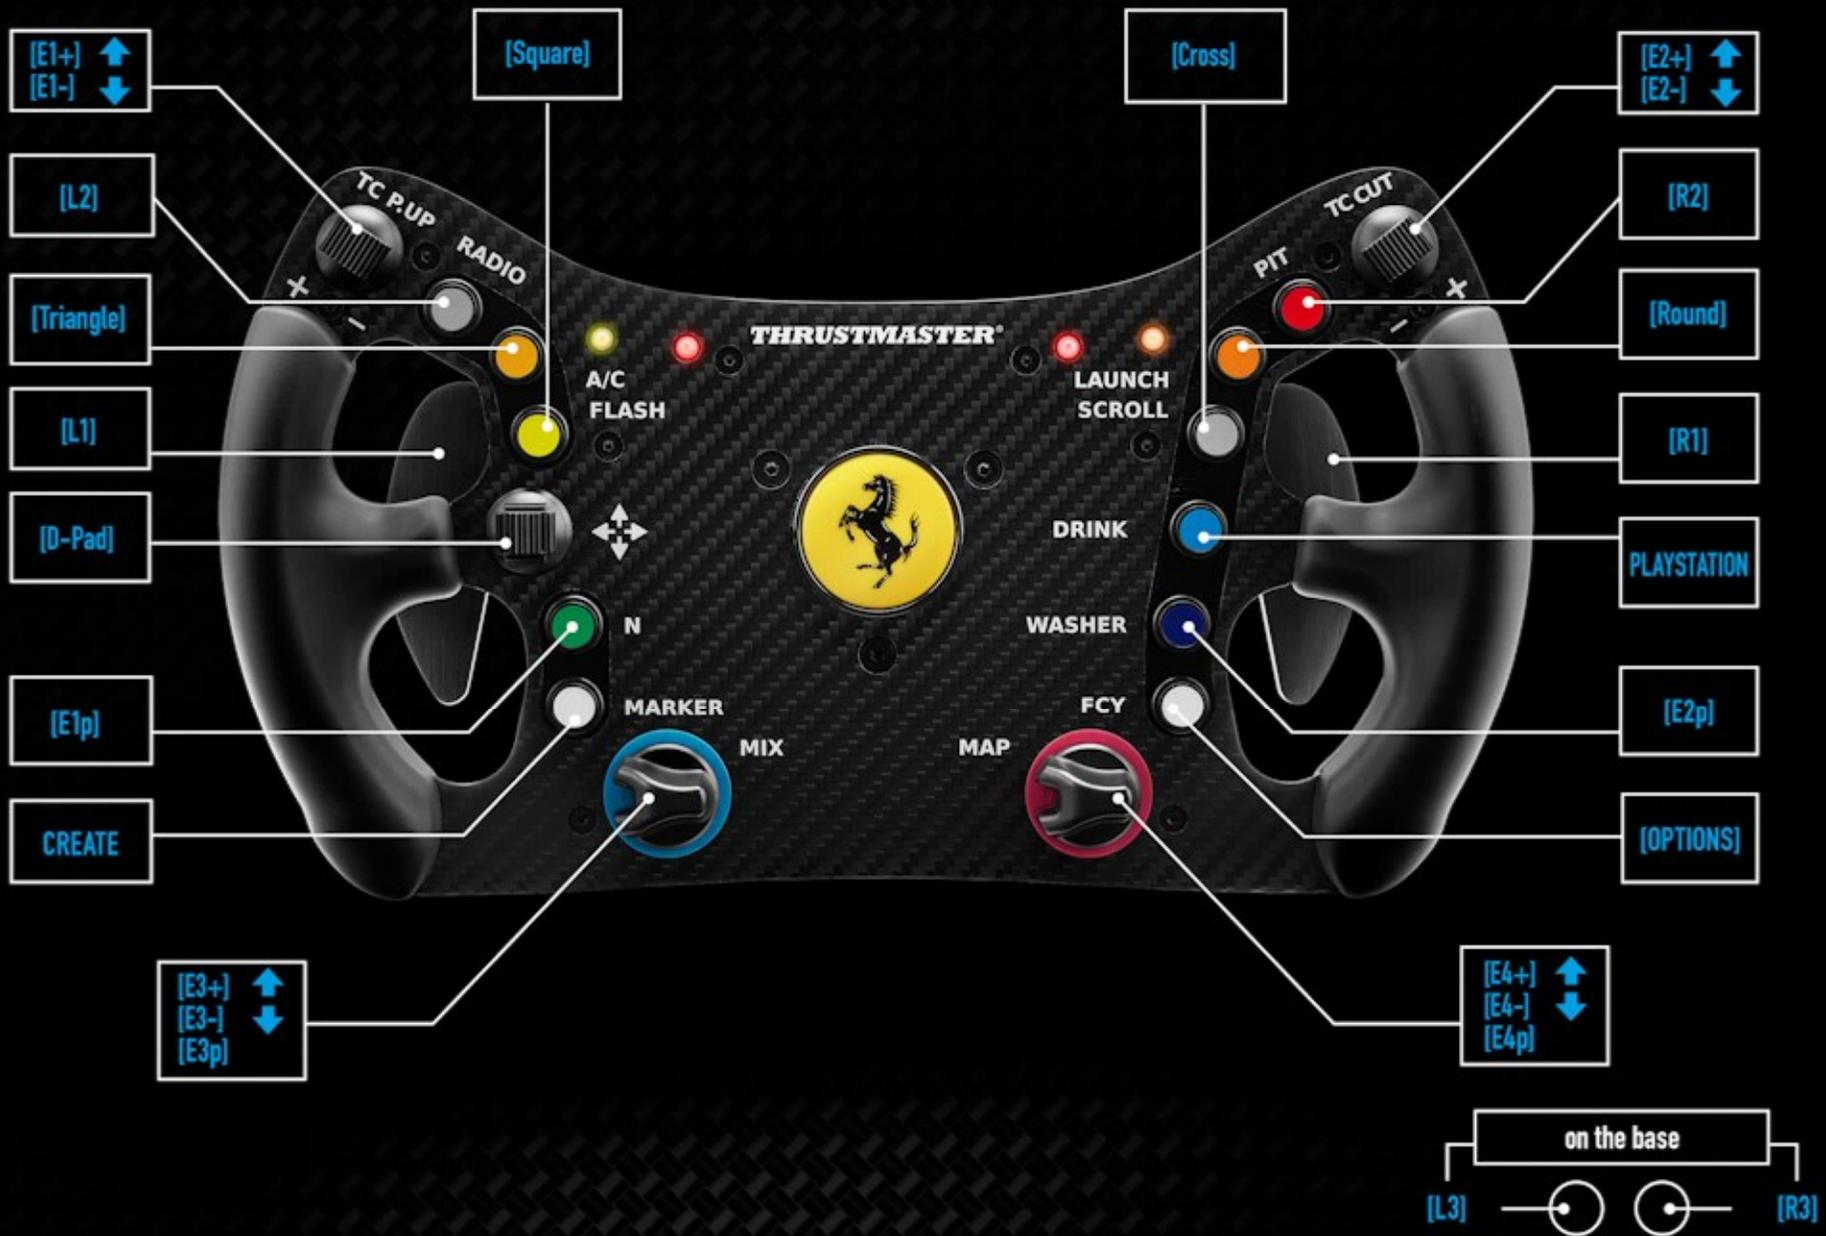 [E1+]
[E1-]
[Square]
[Cross]
[E2+]
[E2-]
[L2]
[R2]
TC P.UP
RADIO
TC CUT
PIT
+
-
+
-
[Triangle]
[Round]
THRUSTMASTER®
A/C
FLASH
LAUNCH
SCROLL
[L1]
[R1]
[D-Pad]
DRINK
PLAYSTATION
N
WASHER
[E1p]
MARKER
FCY
[E2p]
MIX
MAP
CREATE
[OPTIONS]
[E3+]
[E3-]
[E3p]
[E4+]
[E4-]
[E4p]
on the base
[L3]
[R3]